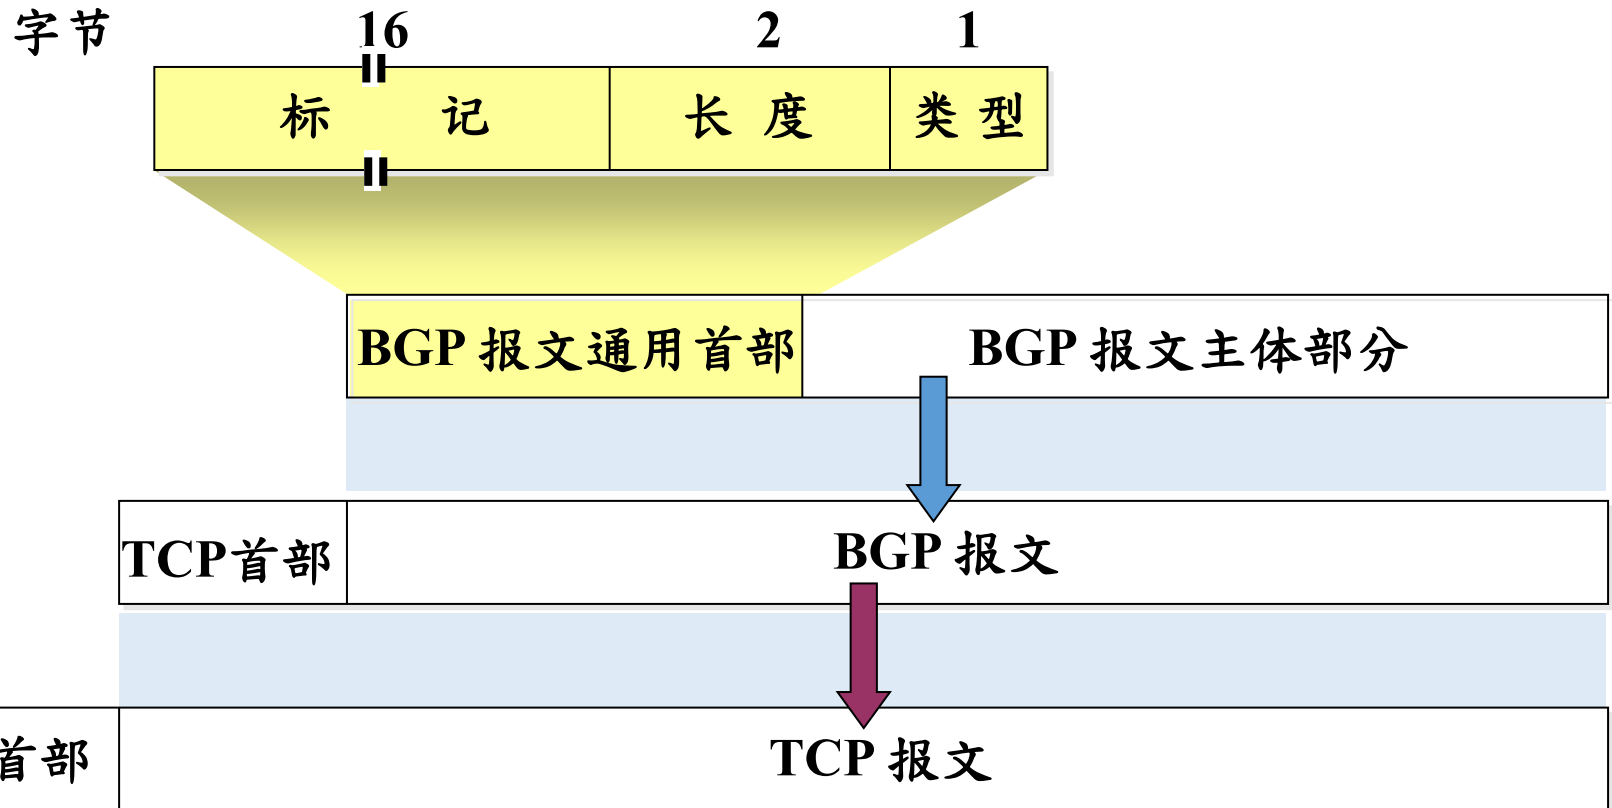 字节 16 2 1
标 记 长 度 类 型
BGP 报文通用首部 BGP 报文主体部分
TCP首部 BGP 报文
首部 TCP 报文